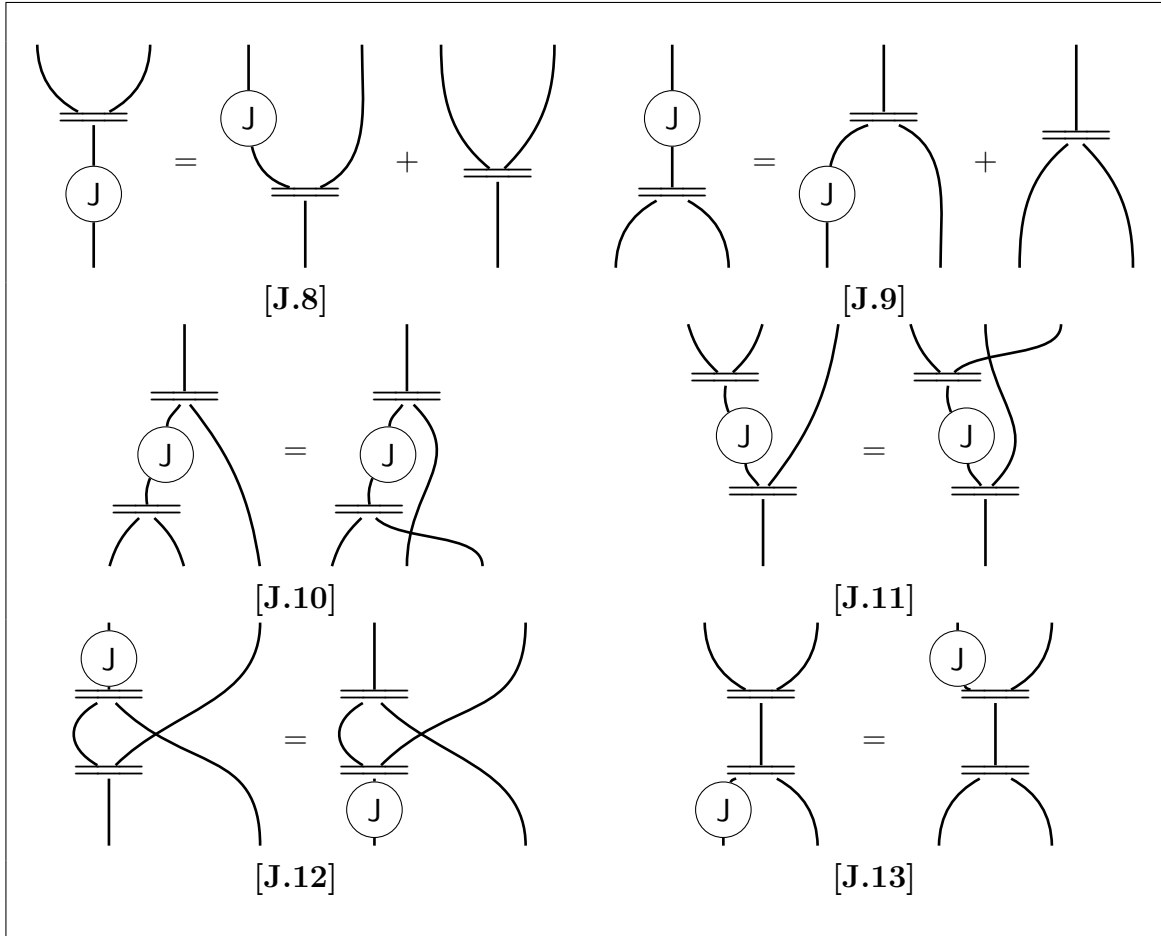 J J = J + J = J +
[J.8] [J.9]
J = J J = J
[J.10] [J.11]
J = J J = J
[J.12] [J.13]